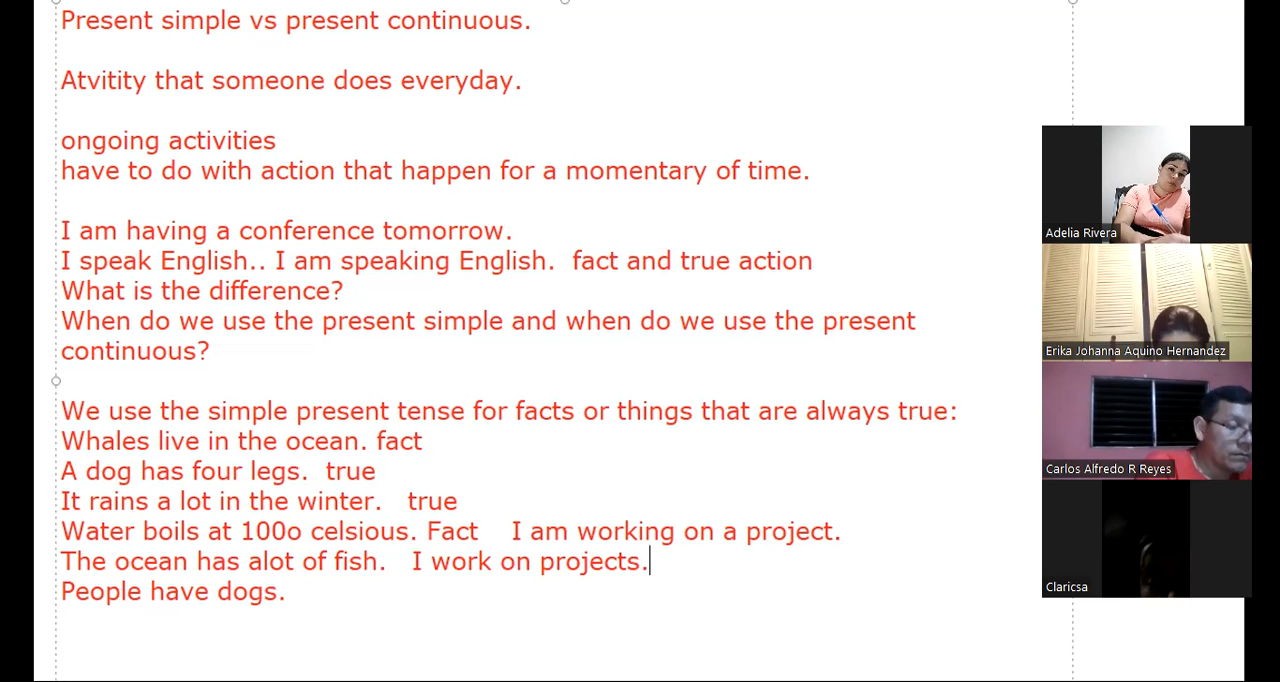 Present simple vs present continuous.
Atvitity that someone does everyday.
ongoing activities
have to do with action that happen for a momentary of time.
I am having a conference tomorrow.
I speak English.. I am speaking English.  fact and true action
What is the difference?
When do we use the present simple and when do we use the present
continuous?
We use the simple present tense for facts or things that are always true:
Whales live in the ocean. fact
A dog has four legs.  true
It rains a lot in the winter.   true
Water boils at 100o celsious. Fact    I am working on a project.
The ocean has alot of fish.   I work on projects.
People have dogs.
Adelia Rivera
Erika Johanna Aquino Hernandez
Carlos Alfredo R Reyes
Claricsa